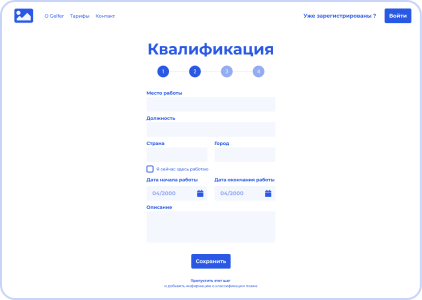 О Gelfer Тарифы Контакт
Уже зарегистрированы ? Войти
Квалификация
1 2 3 4
Место работы
Должность
Страна Город
Я сейчас здесь работаю
Дата начала работы Дата окончания работы
04/2000 04/2000
Описание
Сохранить
Пропустить этот шаг
и добавить информацию о квалификации позже